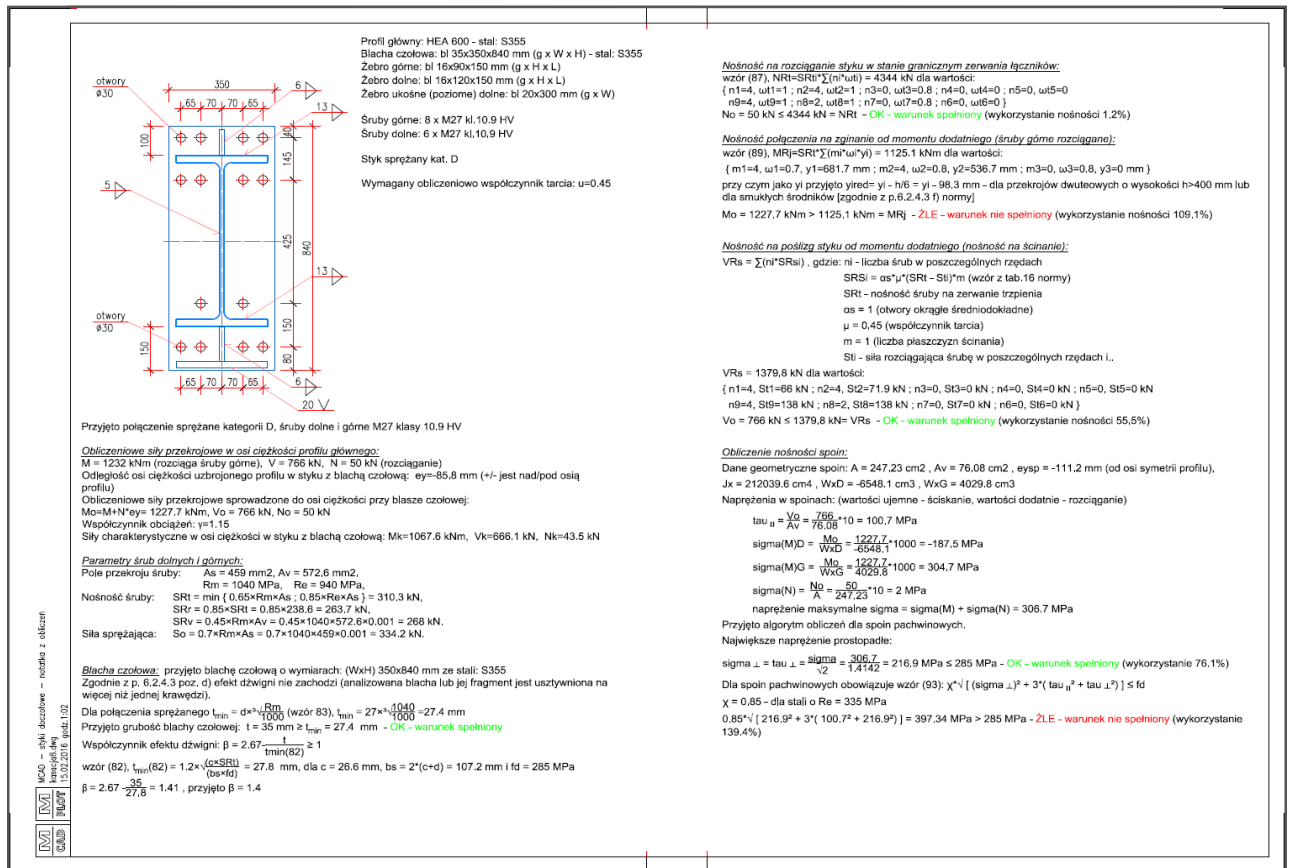 Profil główny: HEA 600 - stal: S355
Blacha czołowa: bl 35x350x840 mm (g x W x H) - stal: S355
Żebro górne: bl 16x90x150 mm (g x H x L)
Żebro dolne: bl 16x120x150 mm (g x H x L)
Żebro ukośne (poziome) dolne: bl 20x300 mm (g x W)
Śruby górne: 8 x M27 kl.10.9 HV
Śruby dolne: 6 x M27 kl,10,9 HV
Styk sprężany kat. D
Wymagany obliczeniowo współczynnik tarcia: u=0.45
otwory
ø30
350
6
65 70 70 65
13
100
40
145
5
425
840
13
otwory
ø30
150
150
80
65 70 70 65
6
20
Przyjęto połączenie sprężane kategorii D, śruby dolne i górne M27 klasy 10.9 HV
Obliczeniowe siły przekrojowe w osi ciężkości profilu głównego:
M = 1232 kNm (rozciąga śruby górne), V = 766 kN, N = 50 kN (rozciąganie)
Odległość osi ciężkości uzbrojonego profilu w styku z blachą czołową: ey=-85,8 mm (+/- jest nad/pod osią
profilu)
Obliczeniowe siły przekrojowe sprowadzone do osi ciężkości przy blasze czołowej:
Mo=M+N*ey= 1227.7 kNm, Vo = 766 kN, No = 50 kN
Współczynnik obciążeń: γ=1.15
Siły charakterystyczne w osi ciężkości w styku z blachą czołową: Mk=1067.6 kNm, Vk=666.1 kN, Nk=43.5 kN
Parametry śrub dolnych i górnych:
Pole przekroju śruby: As = 459 mm2, Av = 572,6 mm2,
Rm = 1040 MPa, Re = 940 MPa,
Nośność śruby: SRt = min { 0,65×Rm×As ; 0,85×Re×As } = 310,3 kN,
SRr = 0.85×SRt = 0.85×238.6 = 263,7 kN,
SRv = 0.45×Rm×Av = 0.45×1040×572.6×0.001 = 268 kN.
Siła sprężająca: So = 0.7×Rm×As = 0.7×1040×459×0.001 = 334.2 kN.
Blacha czołowa: przyjęto blachę czołową o wymiarach: (WxH) 350x840 mm ze stali: S355
Zgodnie z p, 6.2.4.3 poz, d) efekt dźwigni nie zachodzi (analizowana blacha lub jej fragment jest usztywniona na
więcej niż jednej krawędzi).
Dla połączenia sprężanego tmin = d×³√Rm/1000 (wzór 83), tmin = 27×³√1040/1000 =27.4 mm
Przyjęto grubość blachy czołowej: t = 35 mm ≥ tmin = 27.4 mm - OK - warunek spełniony
Współczynnik efektu dźwigni: β = 2.67-t/tmin(82) ≥ 1
wzór (82), tmin(82) = 1.2×√(c×SRt)/(bs×fd) = 27.8 mm, dla c = 26.6 mm, bs = 2*(c+d) = 107.2 mm i fd = 285 MPa
β = 2.67 -35/27,8 = 1.41 , przyjęto β = 1.4
Nośność na rozciąganie styku w stanie granicznym zerwania łączników:
wzór (87), NRt=SRti*∑(ni*ωti) = 4344 kN dla wartości:
{ n1=4, ωt1=1 ; n2=4, ωt2=1 ; n3=0, ωt3=0.8 ; n4=0, ωt4=0 ; n5=0, ωt5=0
n9=4, ωt9=1 ; n8=2, ωt8=1 ; n7=0, ωt7=0.8 ; n6=0, ωt6=0 }
No = 50 kN ≤ 4344 kN = NRt - OK - warunek spełniony (wykorzystanie nośności 1,2%)
Nośność połączenia na zginanie od momentu dodatniego (śruby górne rozciągane):
wzór (89), MRj=SRt*∑(mi*ωi*yi) = 1125.1 kNm dla wartości:
{ m1=4, ω1=0.7, y1=681.7 mm ; m2=4, ω2=0.8, y2=536.7 mm ; m3=0, ω3=0.8, y3=0 mm }
przy czym jako yi przyjęto yired= yi - h/6 = yi - 98,3 mm - dla przekrojów dwuteowych o wysokości h>400 mm lub
dla smukłych środników [zgodnie z p.6.2.4.3 f) normy]
Mo = 1227,7 kNm > 1125,1 kNm = MRj - ŹLE - warunek nie spełniony (wykorzystanie nośności 109,1%)
Nośność na poślizg styku od momentu dodatniego (nośność na ścinanie):
VRs = ∑(ni*SRsi) , gdzie: ni - liczba śrub w poszczególnych rzędach
SRSi = αs*μ*(SRt - Sti)*m (wzór z tab.16 normy)
SRt - nośność śruby na zerwanie trzpienia
αs = 1 (otwory okrągłe średniodokładne)
μ = 0,45 (współczynnik tarcia)
m = 1 (liczba płaszczyzn ścinania)
Sti - siła rozciągająca śrubę w poszczególnych rzędach i..
VRs = 1379,8 kN dla wartości:
{ n1=4, St1=66 kN ; n2=4, St2=71.9 kN ; n3=0, St3=0 kN ; n4=0, St4=0 kN ; n5=0, St5=0 kN
n9=4, St9=138 kN ; n8=2, St8=138 kN ; n7=0, St7=0 kN ; n6=0, St6=0 kN }
Vo = 766 kN ≤ 1379,8 kN= VRs - OK - warunek spełniony (wykorzystanie nośności 55,5%)
Obliczenie nośności spoin:
Dane geometryczne spoin: A = 247,23 cm2 , Av = 76.08 cm2 , eysp = -111,2 mm (od osi symetrii profilu),
Jx = 212039.6 cm4 , WxD = -6548.1 cm3 , WxG = 4029.8 cm3
Naprężenia w spoinach: (wartości ujemne - ściskanie, wartości dodatnie - rozciąganie)
tau II = Vo/Av = 766/76.08*10 = 100,7 MPa
sigma(M)D = Mo/WxD = 1227,7/-6548,1*1000 = -187,5 MPa
sigma(M)G = Mo/WxG = 1227,7/4029,8*1000 = 304,7 MPa
sigma(N) = No/A = 50/247,23*10 = 2 MPa
naprężenie maksymalne sigma = sigma(M) + sigma(N) = 306.7 MPa
Przyjęto algorytm obliczeń dla spoin pachwinowych.
Największe naprężenie prostopadłe:
sigma ⊥ = tau ⊥ = sigma/√2 = 306,7/1.4142 = 216,9 MPa ≤ 285 MPa - OK - warunek spełniony (wykorzystanie 76.1%)
Dla spoin pachwinowych obowiązuje wzór (93): χ*√ [ (sigma ⊥)² + 3*( tau II² + tau ⊥²) ] ≤ fd
χ = 0,85 - dla stali o Re = 335 MPa
0.85*√ [ 216.9² + 3*( 100.7² + 216.9²) ] = 397.34 MPa > 285 MPa - ŹLE - warunek nie spełniony (wykorzystanie
139.4%)
MCAD - styki doczołowe - notatka z obliczeń
15.02.2016 godz.1:02
M M
CAD PLOT